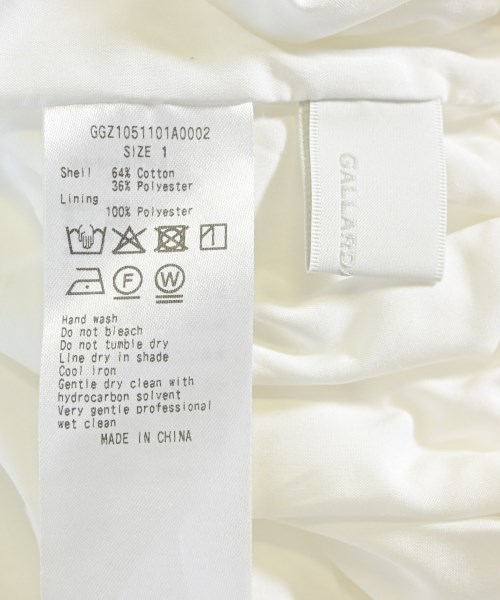 GGZ1051101A0002
SIZE 1
Shell 64% Cotton
36% Polyester
Lining
100% Polyester
F
W
Hand wash
Do not bleach
Do not tumble dry
Line dry in shade
Cool iron
Gentle dry clean with
hydrocarbon solvent
Very gentle professional
wet clean
MADE IN CHINA